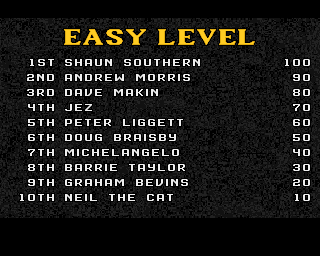 EASY LEVEL
1ST SHAUN SOUTHERN 100
2ND ANDREW MORRIS 90
3RD DAVE MAKIN 80
4TH JEZ 70
5TH PETER LIGGETT 60
6TH DOUG BRAISBY 50
7TH MICHELANGELO 40
8TH BARRIE TAYLOR 30
9TH GRAHAM BEVINS 20
10TH NEIL THE CAT 10